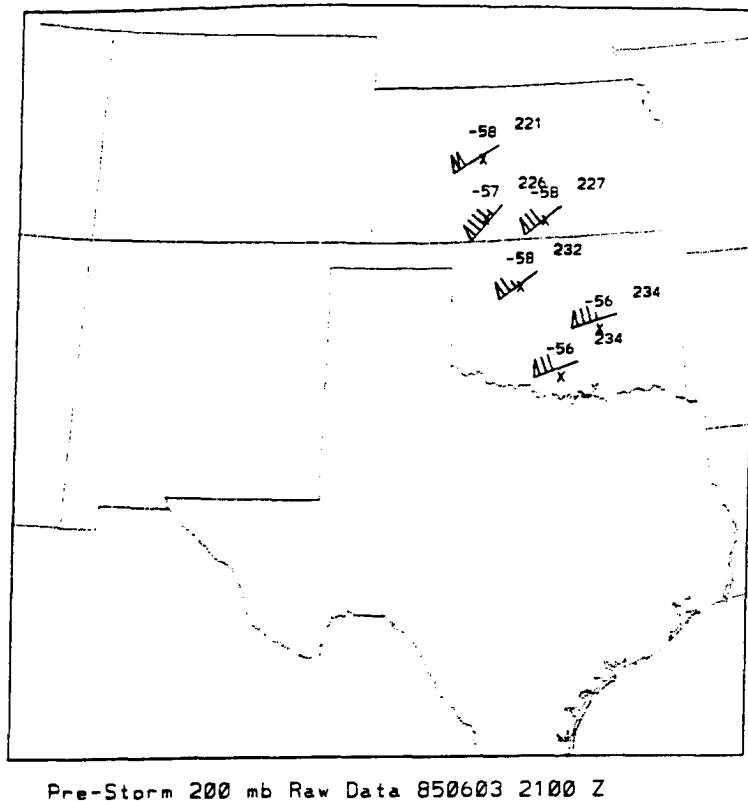 -58 221
-57 226 -58 227
-58 232
-56 234
-56 234
X
X
X
X
X
X
Pre-Storm 200 mb Raw Data 850603 2100 Z